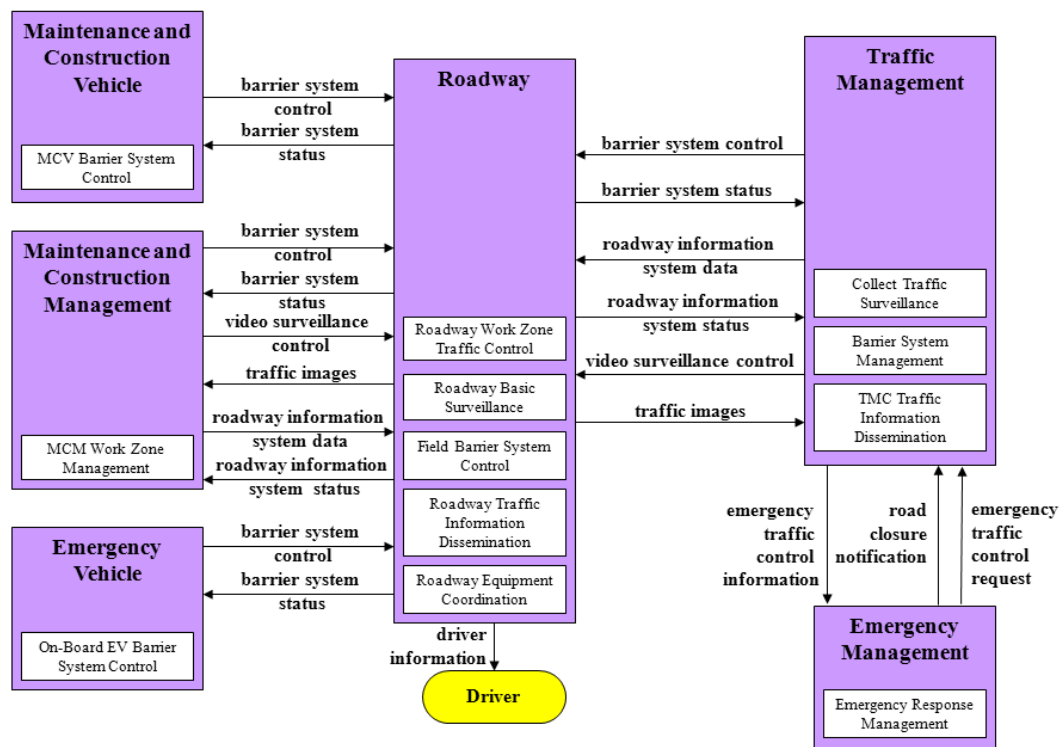 Maintenance and
Construction
Vehicle
MCV Barrier System
Control
barrier system
control
barrier system
status
Maintenance and
Construction
Management
MCM Work Zone
Management
barrier system
control
barrier system
status
video surveillance
control
traffic images
roadway information
system data
roadway information
system status
Emergency
Vehicle
On-Board EV Barrier
System Control
barrier system
control
barrier system
status
Roadway
Roadway Work Zone
Traffic Control
Roadway Basic
Surveillance
Field Barrier System
Control
Roadway Traffic
Information
Dissemination
Roadway Equipment
Coordination
driver
information
Driver
barrier system control
barrier system status
roadway information
system data
roadway information
system status
video surveillance control
traffic images
Traffic
Management
Collect Traffic
Surveillance
Barrier System
Management
TMC Traffic
Information
Dissemination
emergency
traffic
control
information
road
closure
notification
emergency
traffic
control
request
Emergency
Management
Emergency Response
Management